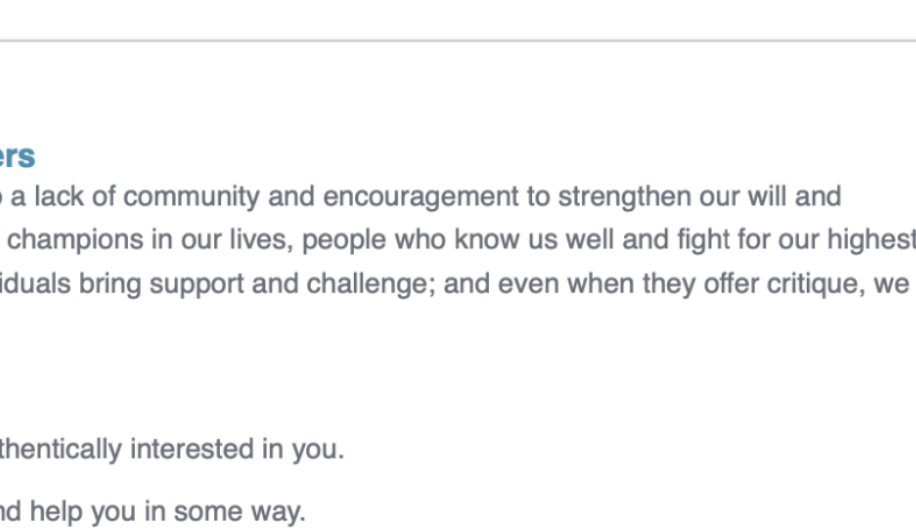 ers
a lack of community and encouragement to strengthen our will and
champions in our lives, people who know us well and fight for our highest
iduals bring support and challenge; and even when they offer critique, we
thentically interested in you.
nd help you in some way.